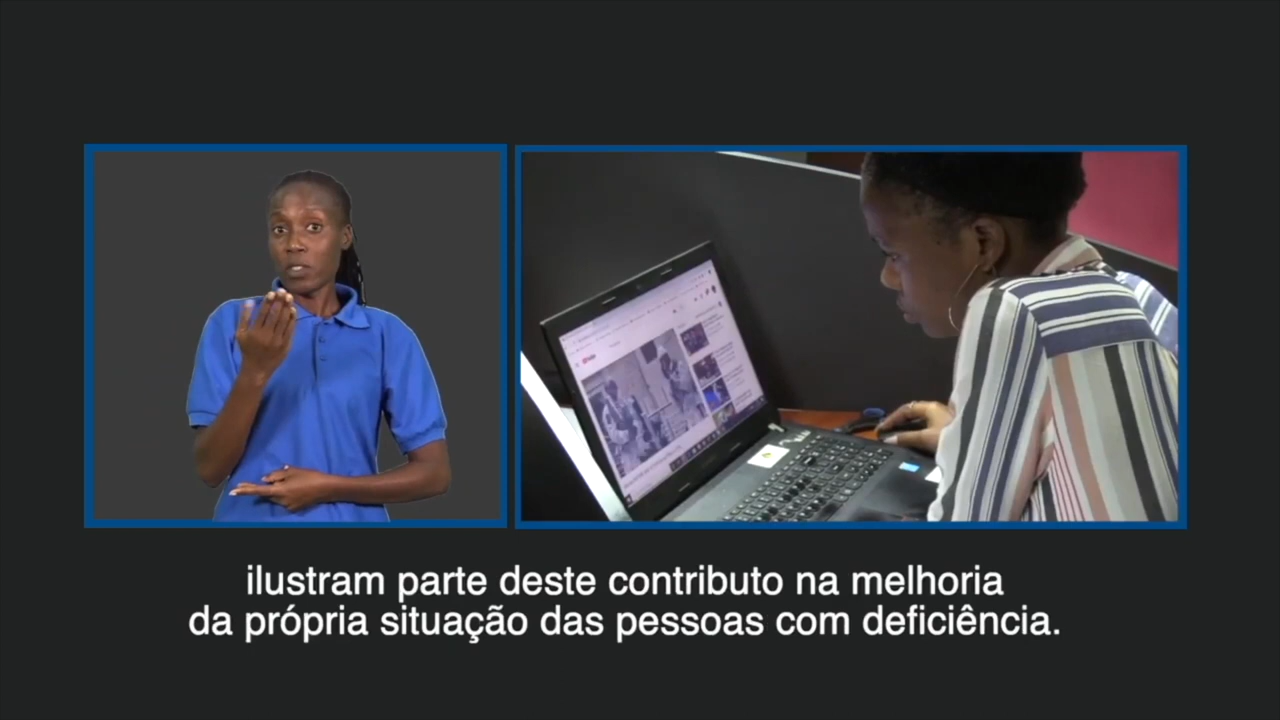 ilustram parte deste contributo na melhoria
da própria situação das pessoas com deficiência.